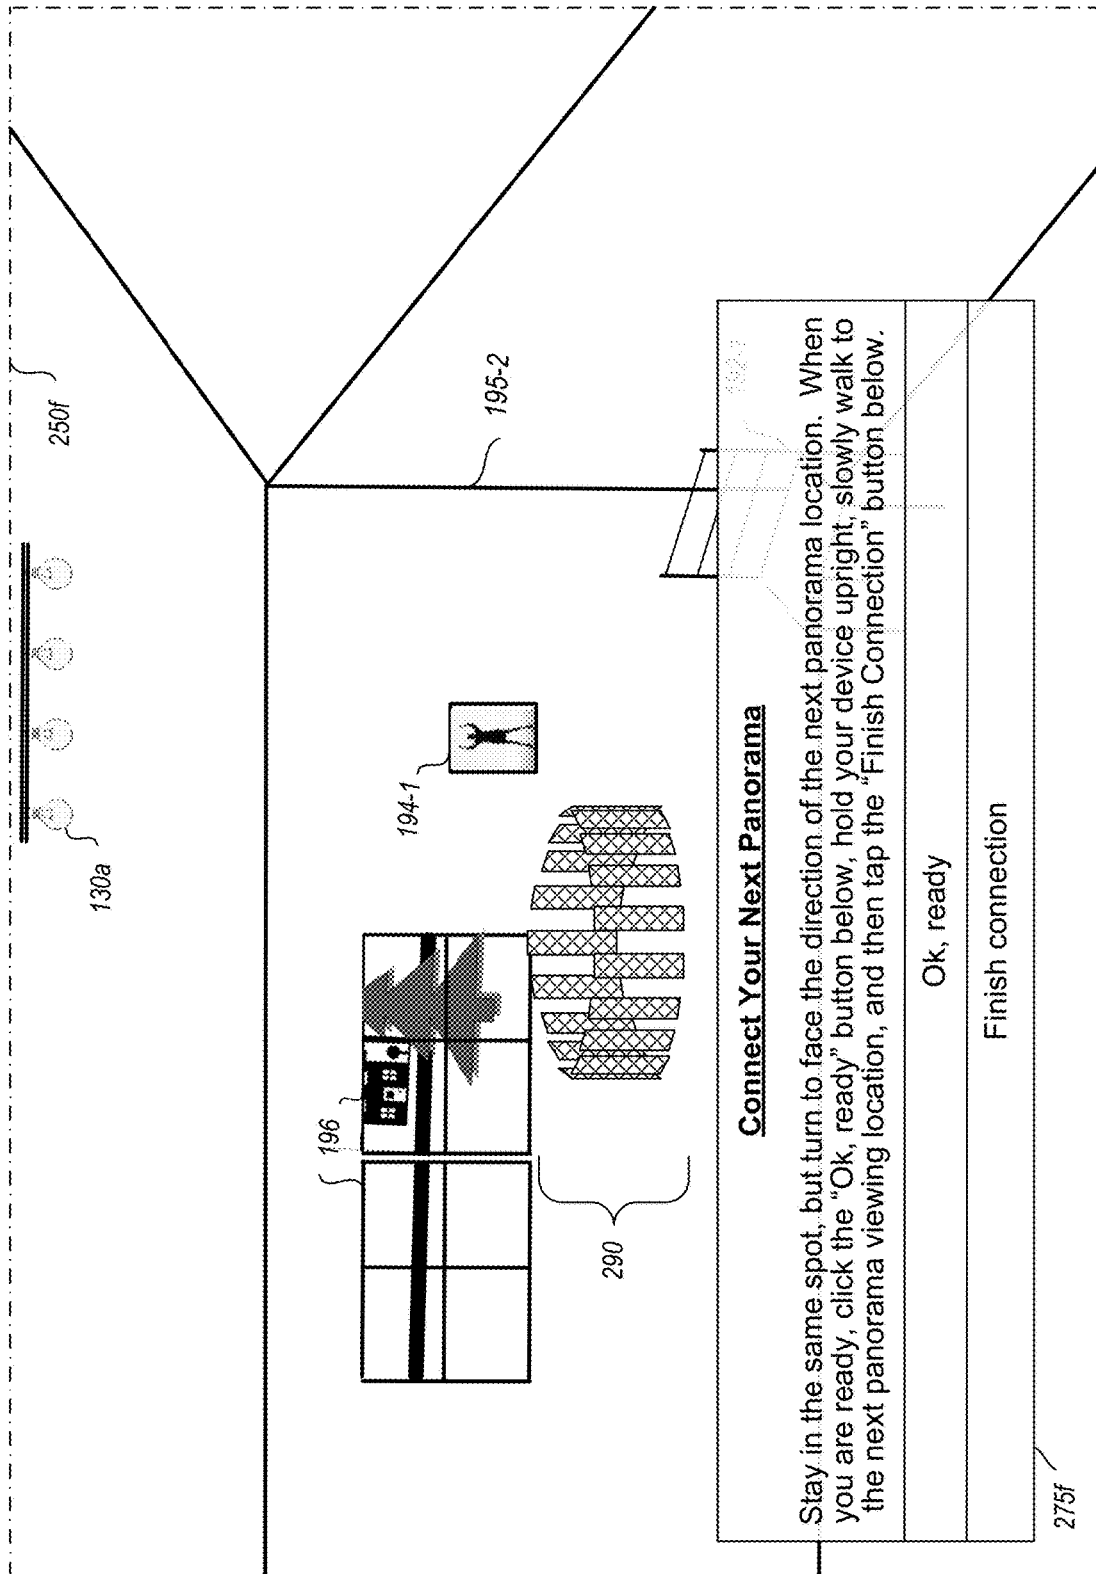 250f
130a
195-2
194-1
196
290
Connect Your Next Panorama
Stay in the same spot, but turn to face the direction of the next panorama location. When
you are ready, click the "Ok, ready" button below, hold your device upright, slowly walk to
the next panorama viewing location, and then tap the "Finish Connection" button below.
Ok, ready
Finish connection
275f